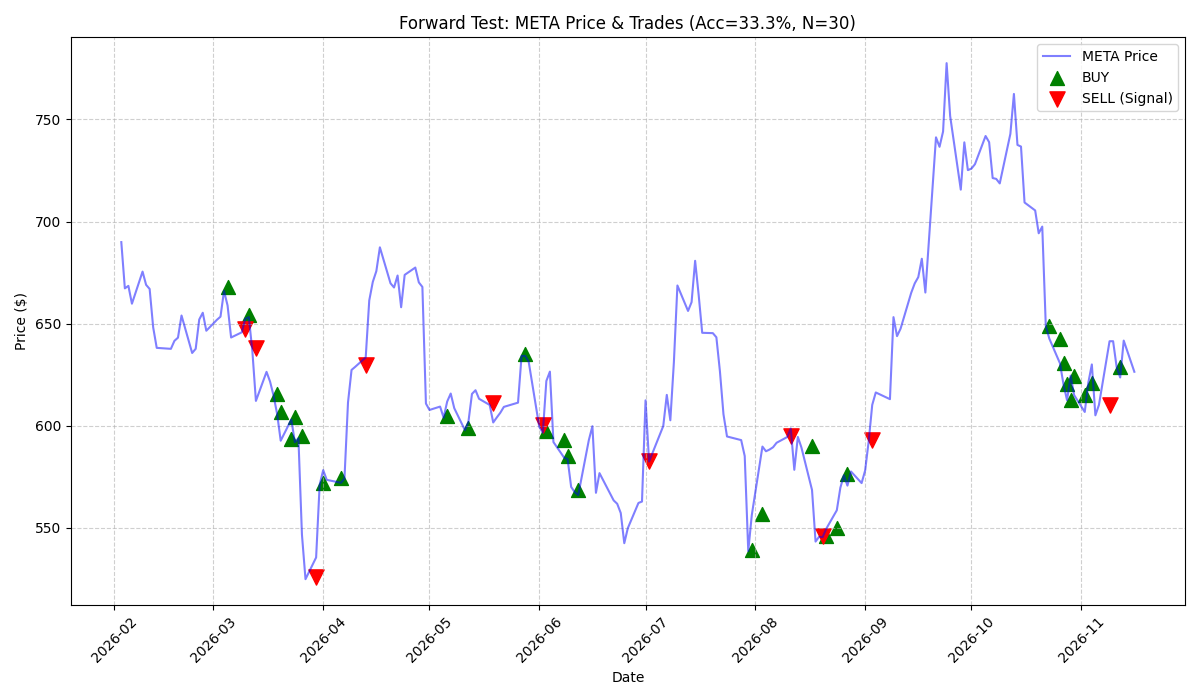 Forward Test: META Price & Trades (Acc=33.3%, N=30)
META Price
BUY
SELL (Signal)
Price ($)
750
700
650
600
550
2026-02
2026-03
2026-04
2026-05
2026-06
2026-07
2026-08
2026-09
2026-10
2026-11
Date